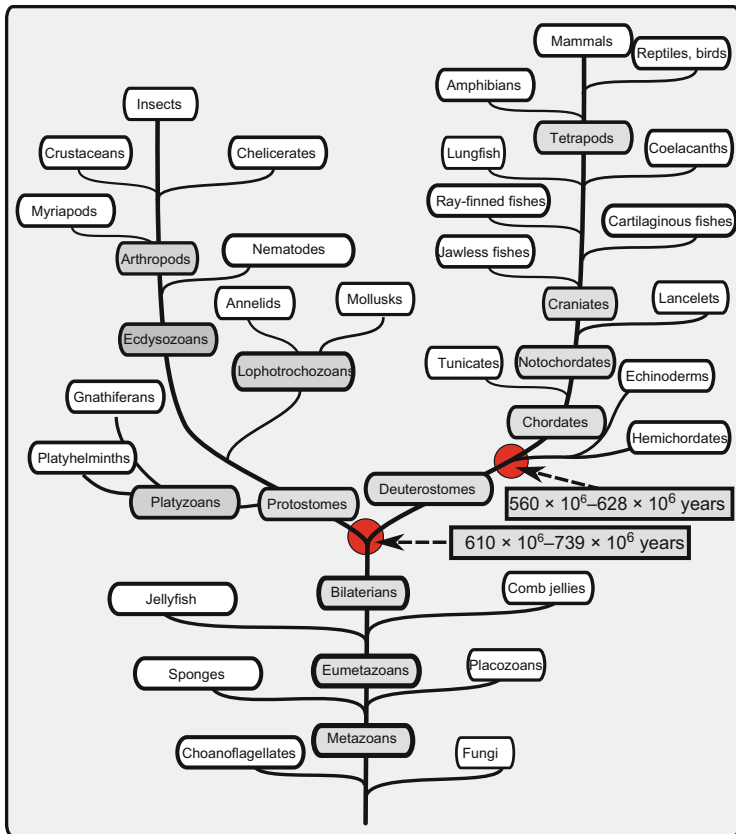 Mammals
Reptiles, birds
Amphibians
Insects
Tetrapods
Crustaceans
Chelicerates
Lungfish
Coelacanths
Ray-finned fishes
Myriapods
Cartilaginous fishes
Nematodes
Jawless fishes
Arthropods
Annelids
Mollusks
Craniates
Lancelets
Ecdysozoans
Lophotrochozoans
Tunicates
Notochordates
Echinoderms
Gnathiferans
Chordates
Hemichordates
Platyhelminths
Deuterostomes
Platyzoans
Protostomes
560 × 10⁶–628 × 10⁶ years
610 × 10⁶–739 × 10⁶ years
Bilaterians
Comb jellies
Jellyfish
Eumetazoans
Placozoans
Sponges
Metazoans
Choanoflagellates
Fungi